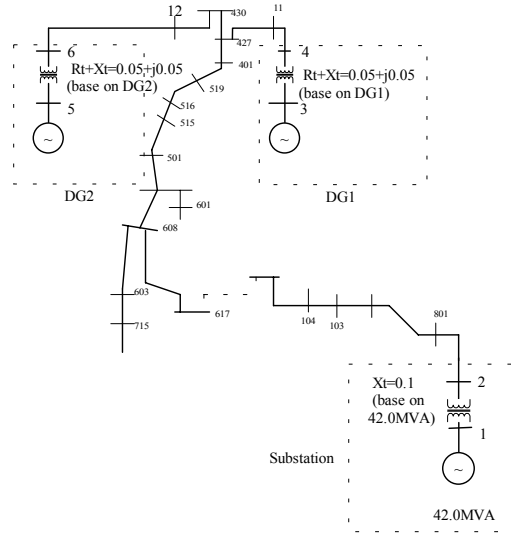 12
430
11
427
6
4
401
Rt+Xt=0.05+j0.05
(base on DG2)
Rt+Xt=0.05+j0.05
(base on DG1)
519
516
5
3
515
~
~
501
DG2
DG1
601
608
603
617
104
103
801
715
Xt=0.1
(base on
42.0MVA)
2
1
Substation
~
42.0MVA